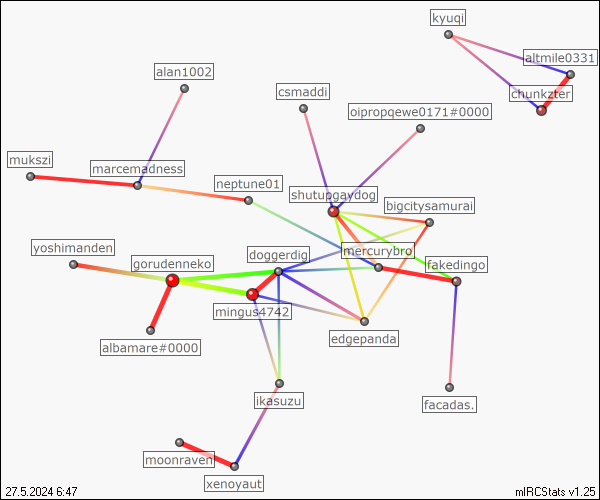 kyuqi
altmile0331
alan1002
chunkzter
csmaddi
oipropqewe0171#0000
mukszi
marcemadness
neptune01
shutupgaydog
bigcitysamurai
yoshimanden
doggerdig
mercurybro
gorudenneko
fakedingo
mingus4742
edgepanda
albamare#0000
ikasuzu
facadas.
moonraven
xenoyaut
27.5.2024 6:47
mIRCStats v1.25